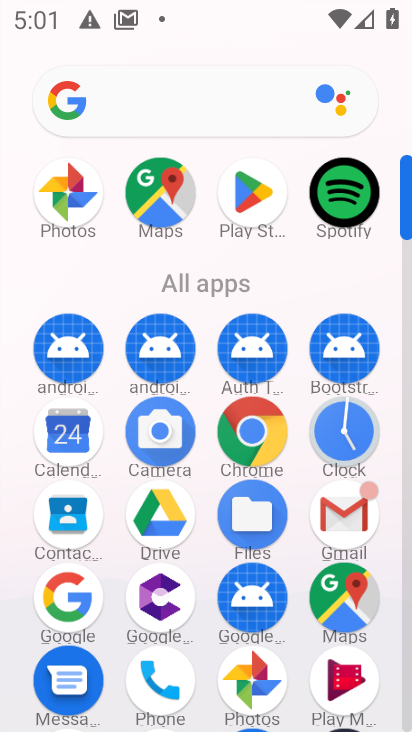 5:01
Photos Maps Play St... Spotify
All apps
androi... androi... Auth T... Bootstr...
24
Calend... Camera Chrome Clock
Contac... Drive Files Gmail
Google Google... Google... Maps
Messa... Phone Photos Play M...